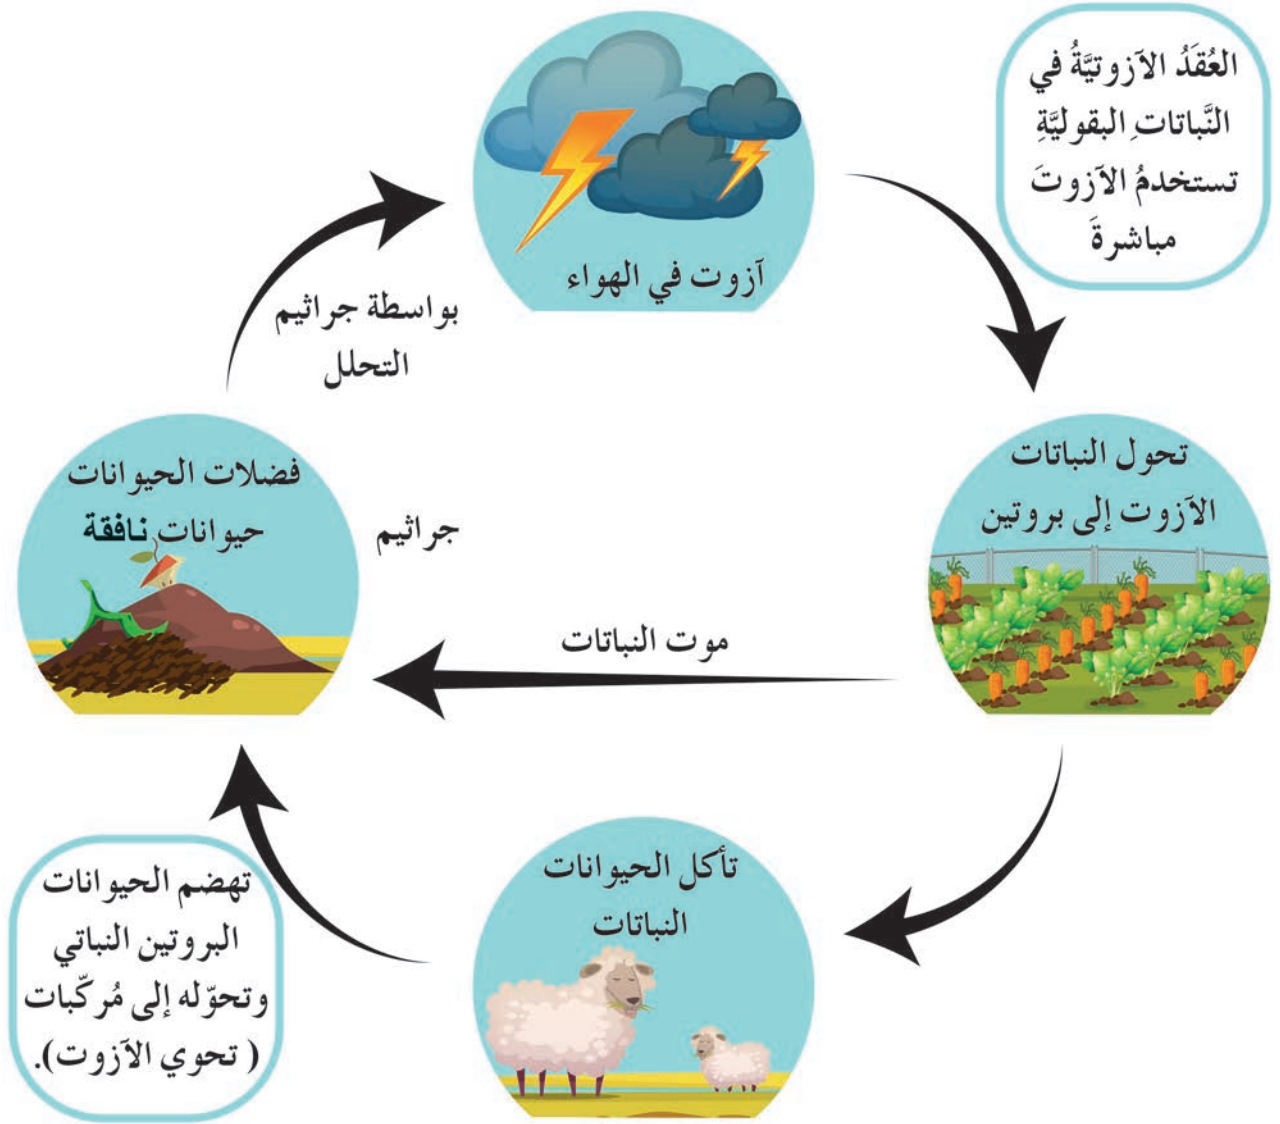 العُقَدُ الآزوتيَّةُ في
النَّباتاتِ البقوليَّةِ
تستخدمُ الآزوتَ
مباشرةَ
آزوت في الهواء
بواسطة جراثيم
التحلل
تحول النباتات
الآزوت إلى بروتين
فضلات الحيوانات
حيوانات نافقة
جراثيم
موت النباتات
تأكل الحيوانات
النباتات
تهضم الحيوانات
البروتين النباتي
وتحوّله إلى مُركّبات
( تحوي الآزوت).